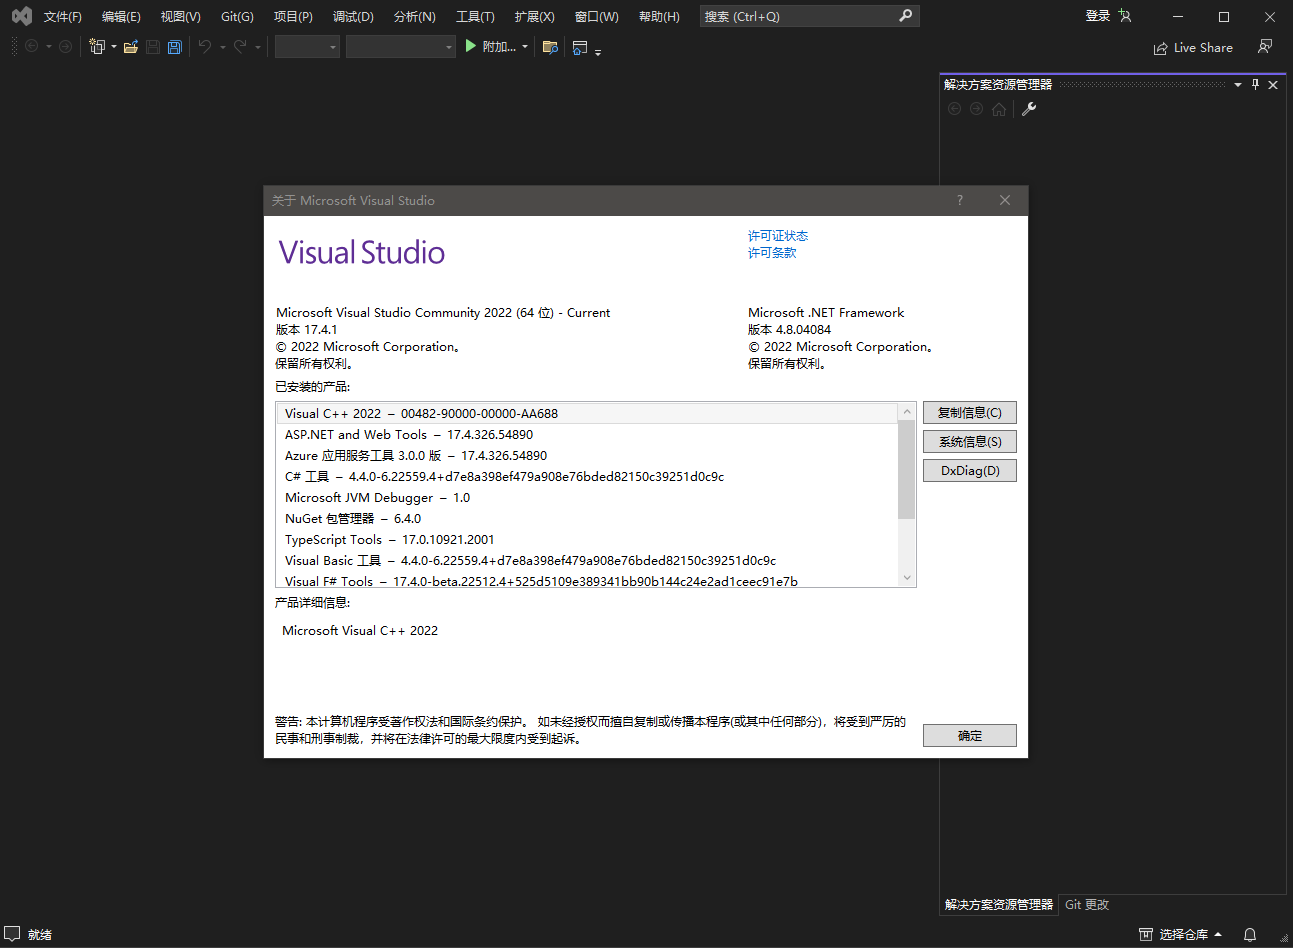 文件(F) 编辑(E) 视图(V) Git(G) 项目(P) 调试(D) 分析(N) 工具(T) 扩展(X) 窗口(W) 帮助(H) 搜索 (Ctrl+Q) 登录
附加... Live Share
解决方案资源管理器
关于 Microsoft Visual Studio ?
Visual Studio
许可证状态
许可条款
Microsoft Visual Studio Community 2022 (64 位) - Current
版本 17.4.1
© 2022 Microsoft Corporation。
保留所有权利。
Microsoft .NET Framework
版本 4.8.04084
© 2022 Microsoft Corporation。
保留所有权利。
已安装的产品:
Visual C++ 2022 – 00482-90000-00000-AA688
ASP.NET and Web Tools – 17.4.326.54890
Azure 应用服务工具 3.0.0 版 – 17.4.326.54890
C# 工具 – 4.4.0-6.22559.4+d7e8a398ef479a908e76bded82150c39251d0c9c
Microsoft JVM Debugger – 1.0
NuGet 包管理器 – 6.4.0
TypeScript Tools – 17.0.10921.2001
Visual Basic 工具 – 4.4.0-6.22559.4+d7e8a398ef479a908e76bded82150c39251d0c9c
Visual F# Tools – 17.4.0-beta.22512.4+525d5109e389341bb90b144c24e2ad1ceec91e7b
复制信息(C)
系统信息(S)
DxDiag(D)
产品详细信息:
Microsoft Visual C++ 2022
警告: 本计算机程序受著作权法和国际条约保护。 如未经授权而擅自复制或传播本程序(或其中任何部分)，将受到严厉的
民事和刑事制裁，并将在法律许可的最大限度内受到起诉。
确定
解决方案资源管理器 Git 更改
就绪 选择仓库